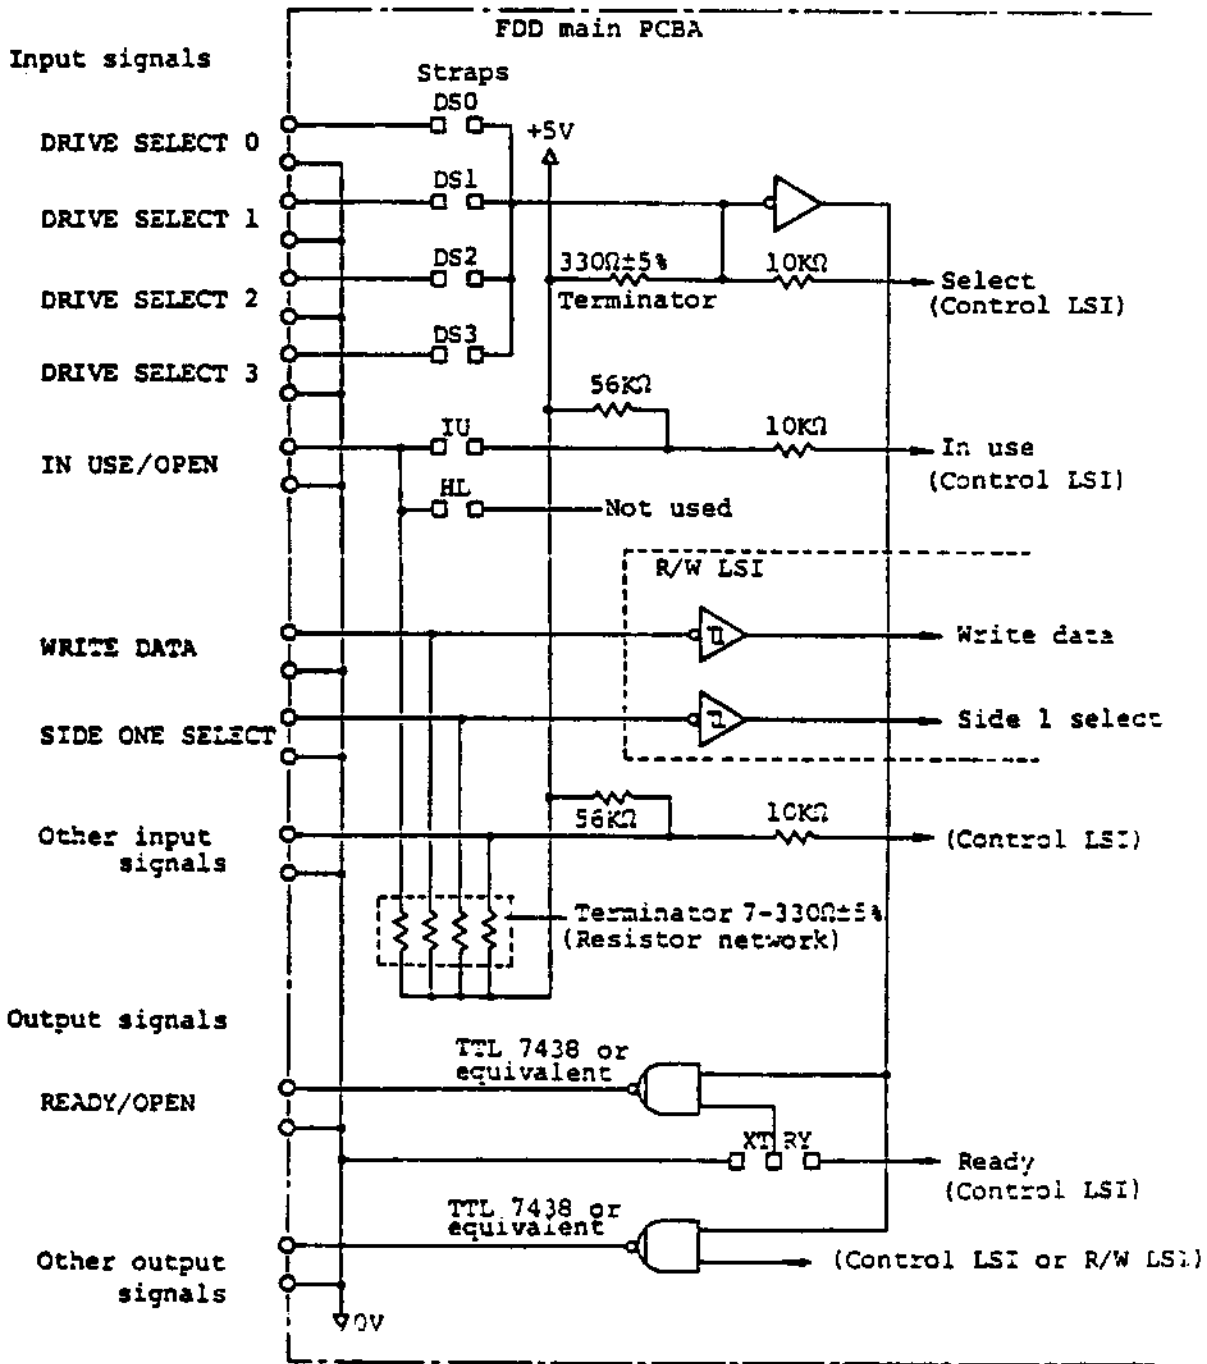 FDD main PCBA
Input signals
Straps
DS0
DRIVE SELECT 0
+5V
DS1
DRIVE SELECT 1
DS2
330Ω±5%
10KΩ
Terminator
Select
(Control LSI)
DRIVE SELECT 2
DS3
DRIVE SELECT 3
56KΩ
IU
10KΩ
IN USE/OPEN
In use
(Control LSI)
HL
Not used
R/W LSI
WRITE DATA
Write data
SIDE ONE SELECT
Side 1 select
56KΩ
10KΩ
Other input
signals
(Control LSI)
Terminator 7-330Ω±5%
(Resistor network)
Output signals
TTL 7438 or
equivalent
READY/OPEN
XT RY
Ready
(Control LSI)
TTL 7438 or
equivalent
Other output
signals
(Control LSI or R/W LSI)
0V